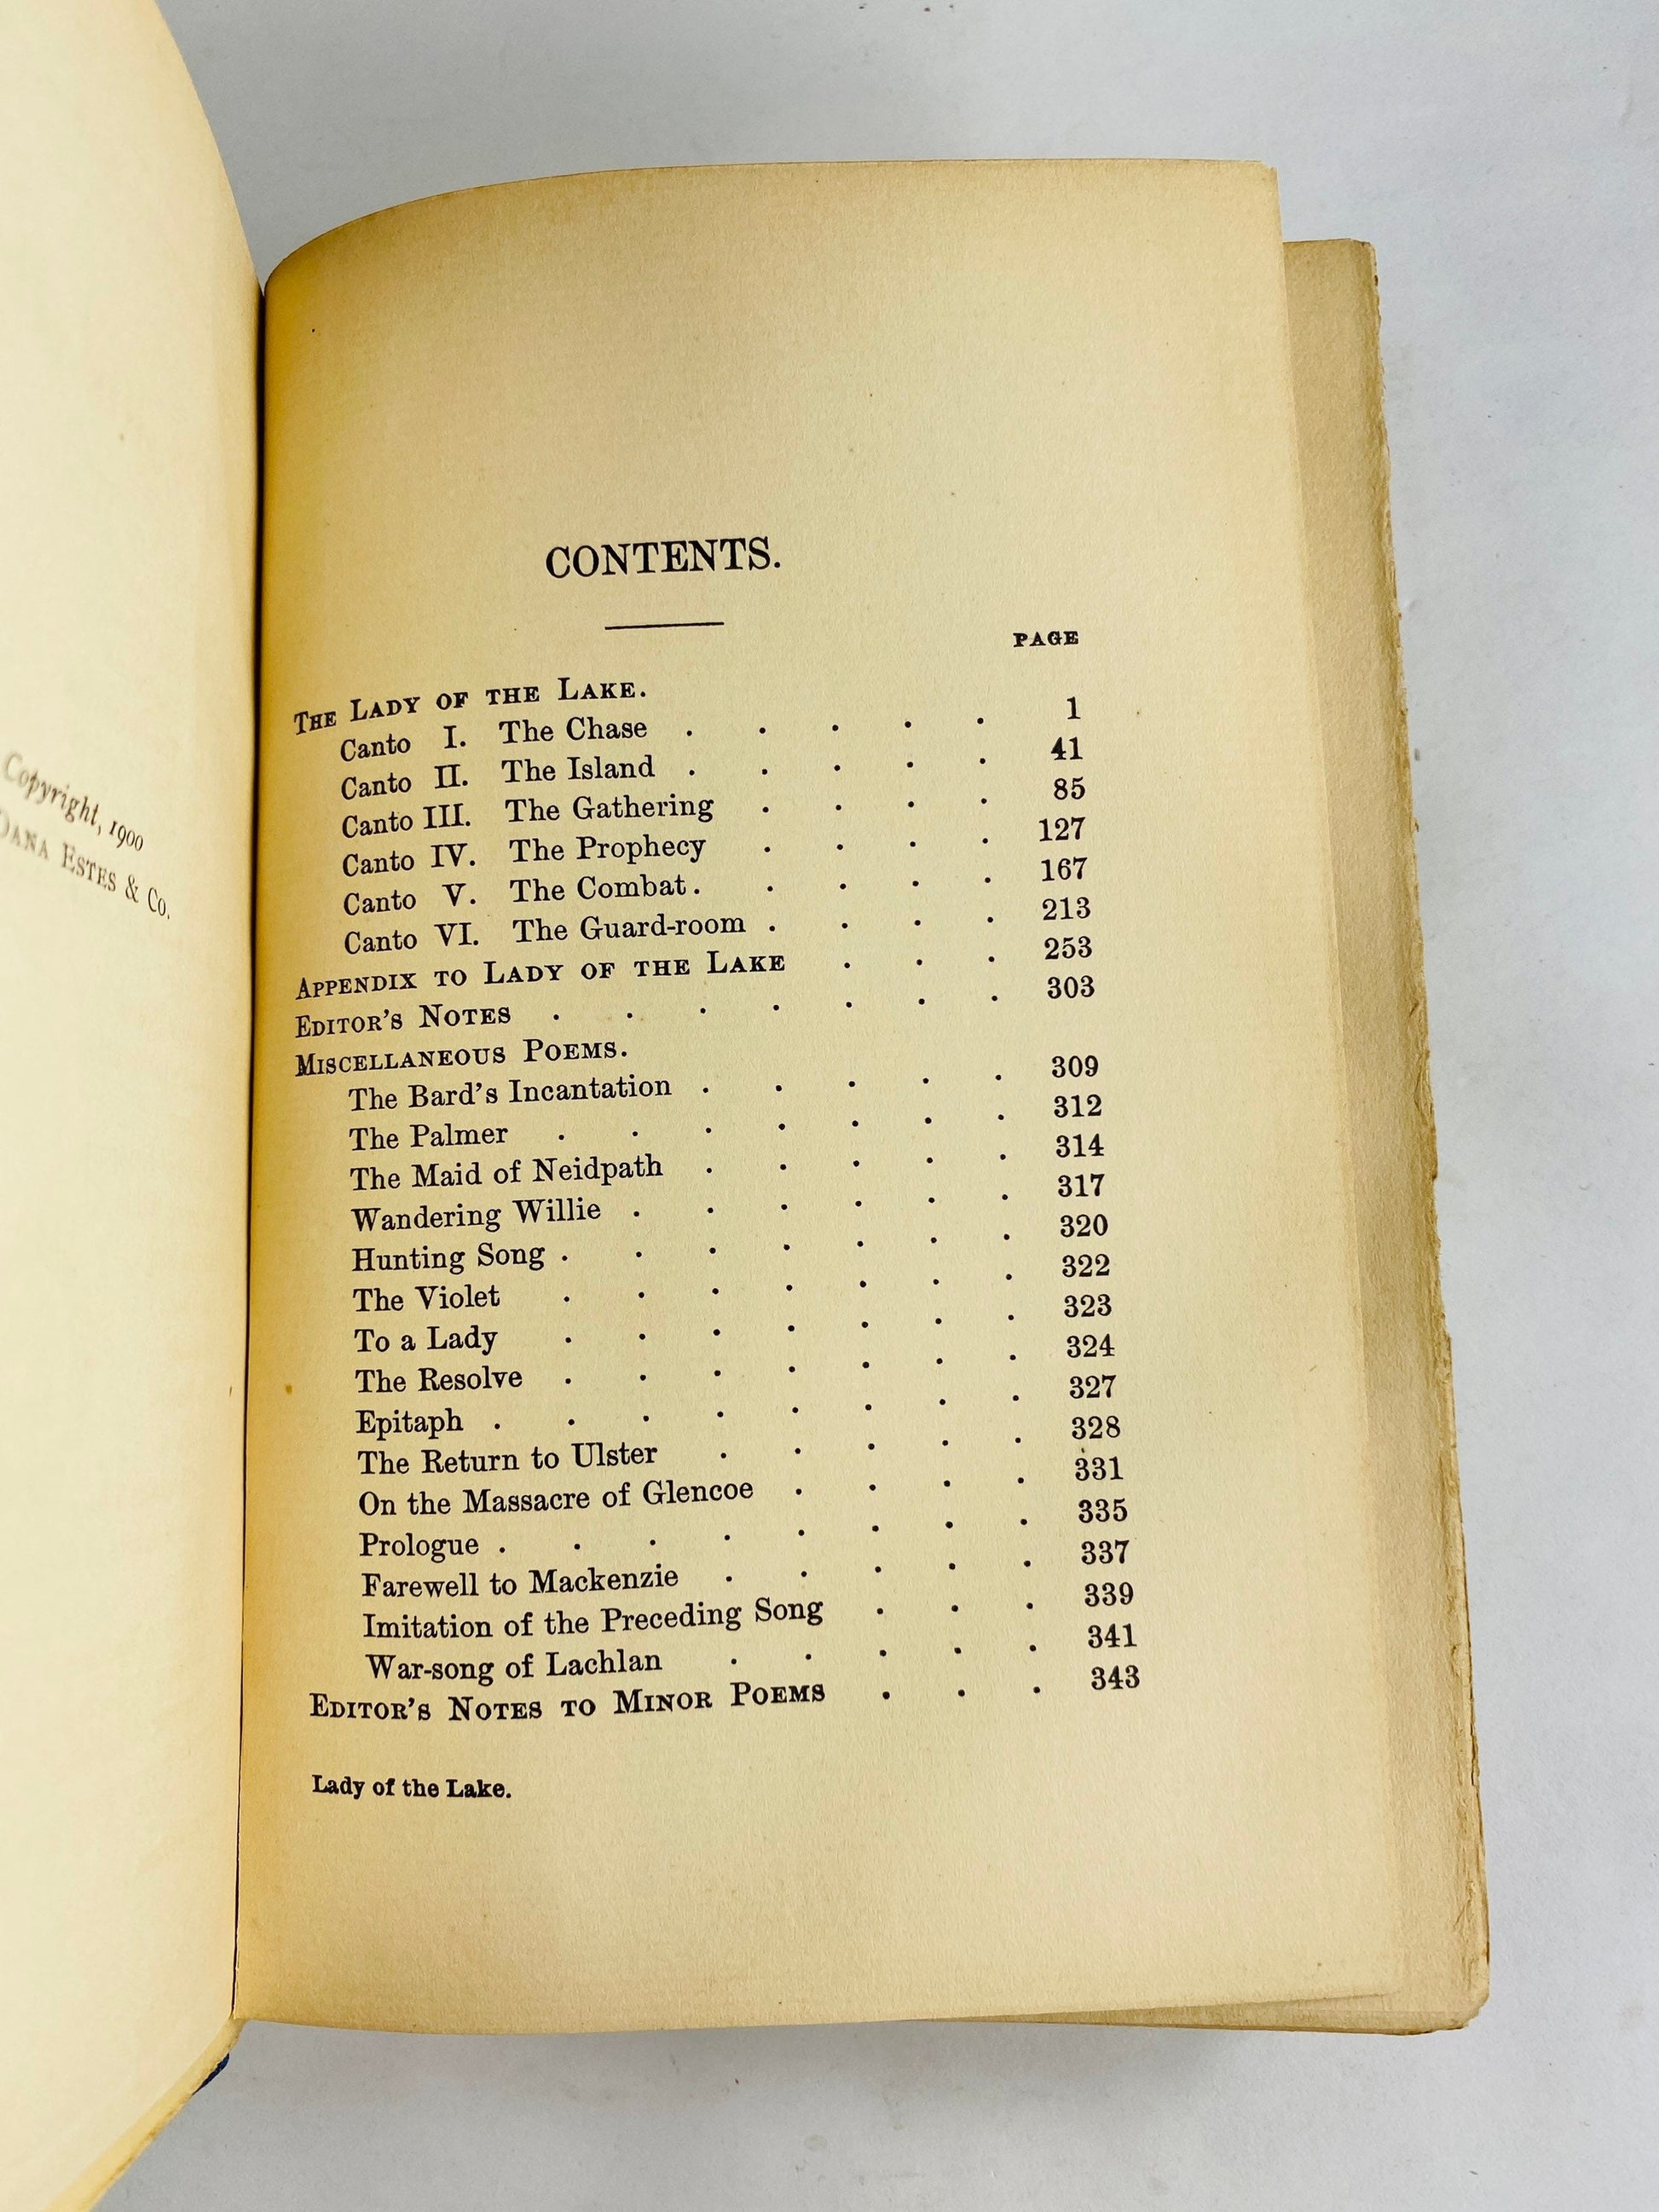 Copyright, 1900
DANA ESTES & CO.
CONTENTS.
PAGE
THE LADY OF THE LAKE.
Canto I. The Chase . . . . . 1
Canto II. The Island . . . . . 41
Canto III. The Gathering . . . . 85
Canto IV. The Prophecy . . . . 127
Canto V. The Combat . . . . . 167
Canto VI. The Guard-room . . . . 213
APPENDIX TO LADY OF THE LAKE . . . 253
EDITOR'S NOTES . . . . . . . 303
MISCELLANEOUS POEMS.
The Bard's Incantation . . . . . 309
The Palmer . . . . . . . 312
The Maid of Neidpath . . . . . 314
Wandering Willie . . . . . . 317
Hunting Song . . . . . . . 320
The Violet . . . . . . . 322
To a Lady . . . . . . . 323
The Resolve . . . . . . . 324
Epitaph . . . . . . . . 327
The Return to Ulster . . . . . 328
On the Massacre of Glencoe . . . . 331
Prologue . . . . . . . . 335
Farewell to Mackenzie . . . . . 337
Imitation of the Preceding Song . . . 339
War-song of Lachlan . . . . . 341
EDITOR'S NOTES TO MINOR POEMS . . . 343
Lady of the Lake.